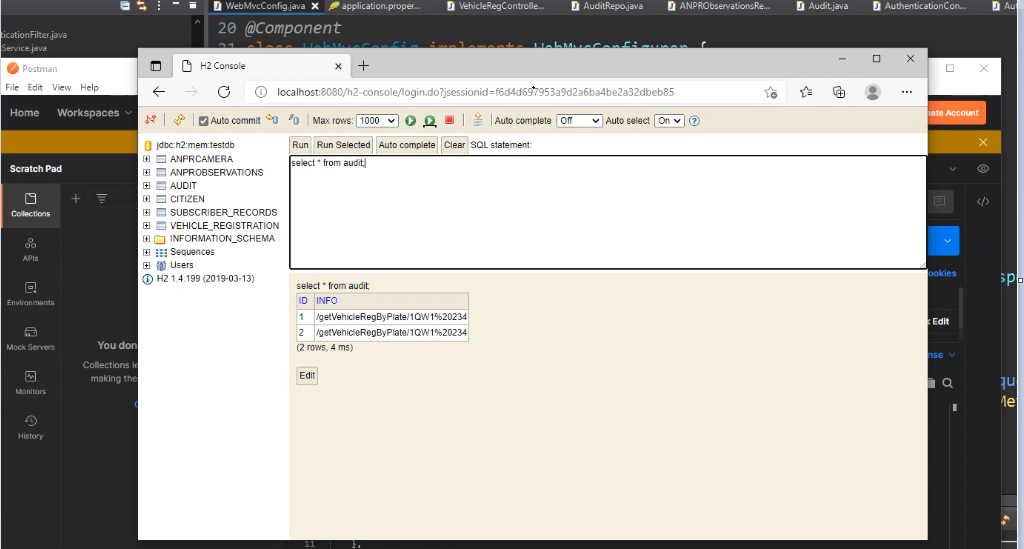 WebMvcConfig.java
application.proper...
VehicleRegControlle...
AuditRepo.java
ANPRObservationsRe...
Audit.java
AuthenticationCon...
Au
ticationFilter.java
Service.java
20 @Component
21 class WebMvcConfig implements WebMvcConfigurer {
Postman
File Edit View Help
Home Workspaces
eate Account
Scratch Pad
Collections
APIs
Environments
Mock Servers
Monitors
History
You don
Collections le
making the
H2 Console
localhost:8080/h2-console/login.do?jsessionid=f6d4d697953a9d2a6ba4be2a32dbeb85
Auto commit
Max rows: 1000
Auto complete Off
Auto select On
jdbc:h2:mem:testdb
ANPRCAMERA
ANPROBSERVATIONS
AUDIT
CITIZEN
SUBSCRIBER_RECORDS
VEHICLE_REGISTRATION
INFORMATION_SCHEMA
Sequences
Users
H2 1.4.199 (2019-03-13)
Run Run Selected Auto complete Clear SQL statement:
select * from audit;
select * from audit;
ID INFO
1 /getVehicleRegByPlate/1QW1%20234
2 /getVehicleRegByPlate/1QW1%20234
(2 rows, 4 ms)
Edit
ookies
sp
k Edit
nse
qu
Me
11 },